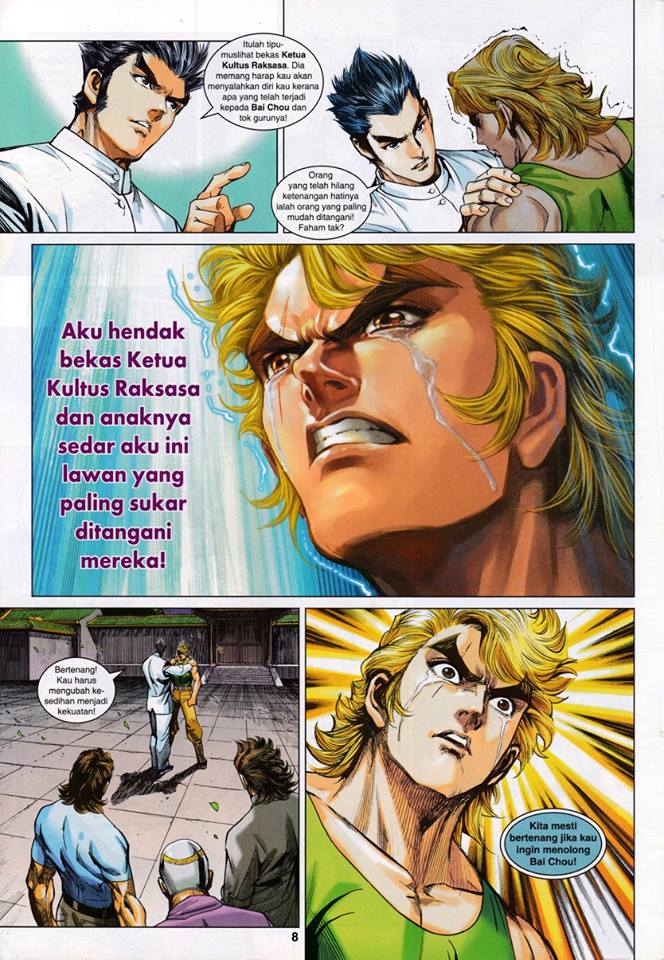 Itulah tipu-
muslihat bekas Ketua
Kultus Raksasa. Dia
memang harap kau akan
menyalahkan diri kau kerana
apa yang telah terjadi
kepada Bai Chou dan
tok gurunya!
Orang
yang telah hilang
ketenangan hatinya
ialah orang yang paling
mudah ditangani!
Faham tak?
Aku hendak
bekas Ketua
Kultus Raksasa
dan anaknya
sedar aku ini
lawan yang
paling sukar
ditangani
mereka!
Bertenang!
Kau harus
mengubah ke-
sedihan menjadi
kekuatan!
Kita mesti
bertenang jika kau
ingin menolong
Bai Chou!
8